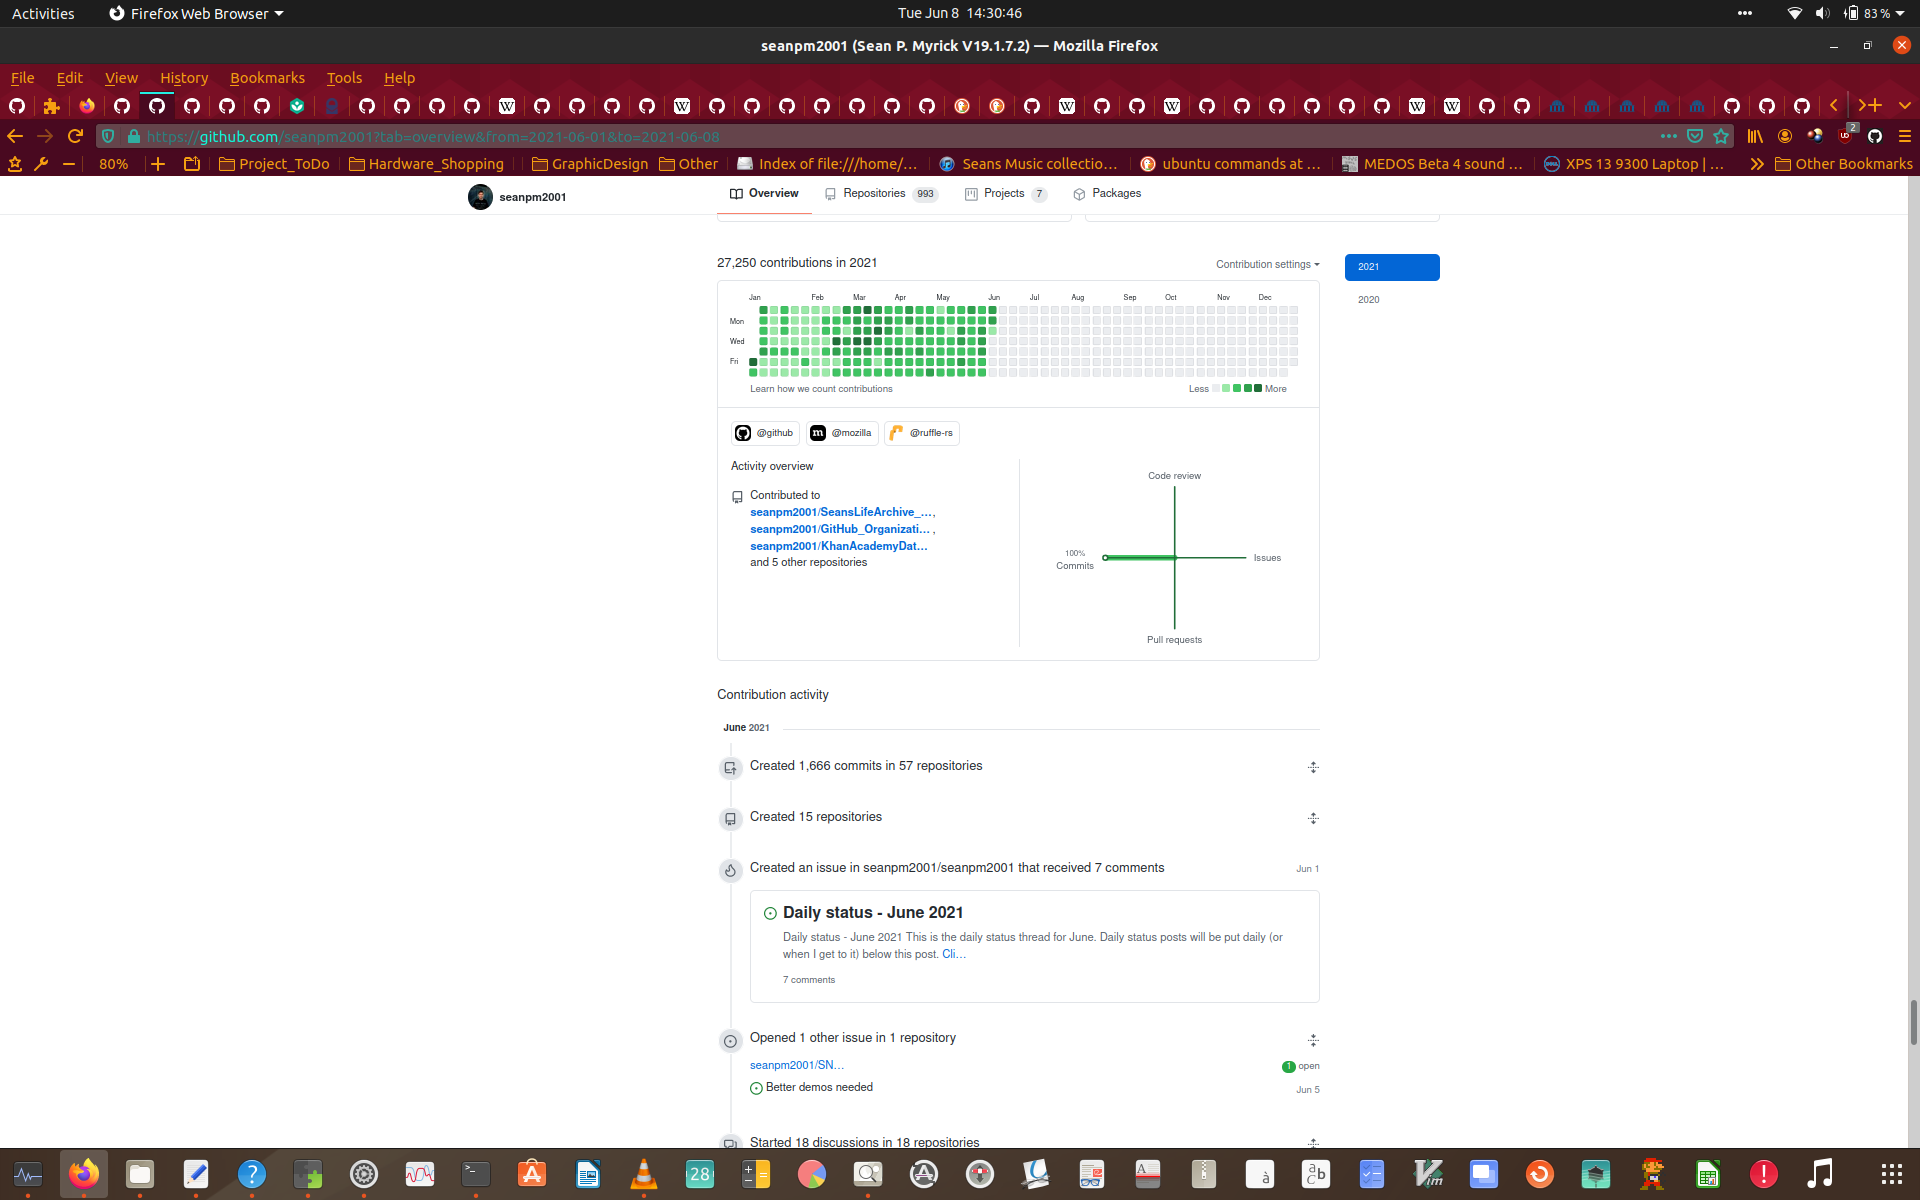 Activities
Firefox Web Browser
Tue Jun 8 14:30:46
83 %
seanpm2001 (Sean P. Myrick V19.1.7.2) — Mozilla Firefox
File Edit View History Bookmarks Tools Help
https://github.com/seanpm2001?tab=overview&from=2021-06-01&to=2021-06-08
2
80%
Project_ToDo
Hardware_Shopping
GraphicDesign
Other
Index of file:///home/...
Seans Music collectio...
ubuntu commands at ...
MEDOS Beta 4 sound ...
XPS 13 9300 Laptop | ...
Other Bookmarks
seanpm2001
Overview
Repositories 993
Projects 7
Packages
27,250 contributions in 2021
Contribution settings
2021
2020
Jan Feb Mar Apr May Jun Jul Aug Sep Oct Nov Dec
Mon
Wed
Fri
Learn how we count contributions
Less More
@github
@mozilla
@ruffle-rs
Activity overview
Contributed to
seanpm2001/SeansLifeArchive_...,
seanpm2001/GitHub_Organizati... ,
seanpm2001/KhanAcademyDat...
and 5 other repositories
Code review
100%
Commits
Issues
Pull requests
Contribution activity
June 2021
Created 1,666 commits in 57 repositories
Created 15 repositories
Created an issue in seanpm2001/seanpm2001 that received 7 comments
Jun 1
Daily status - June 2021
Daily status - June 2021 This is the daily status thread for June. Daily status posts will be put daily (or
when I get to it) below this post. Cli...
7 comments
Opened 1 other issue in 1 repository
seanpm2001/SN...
1 open
Better demos needed
Jun 5
Started 18 discussions in 18 repositories
28